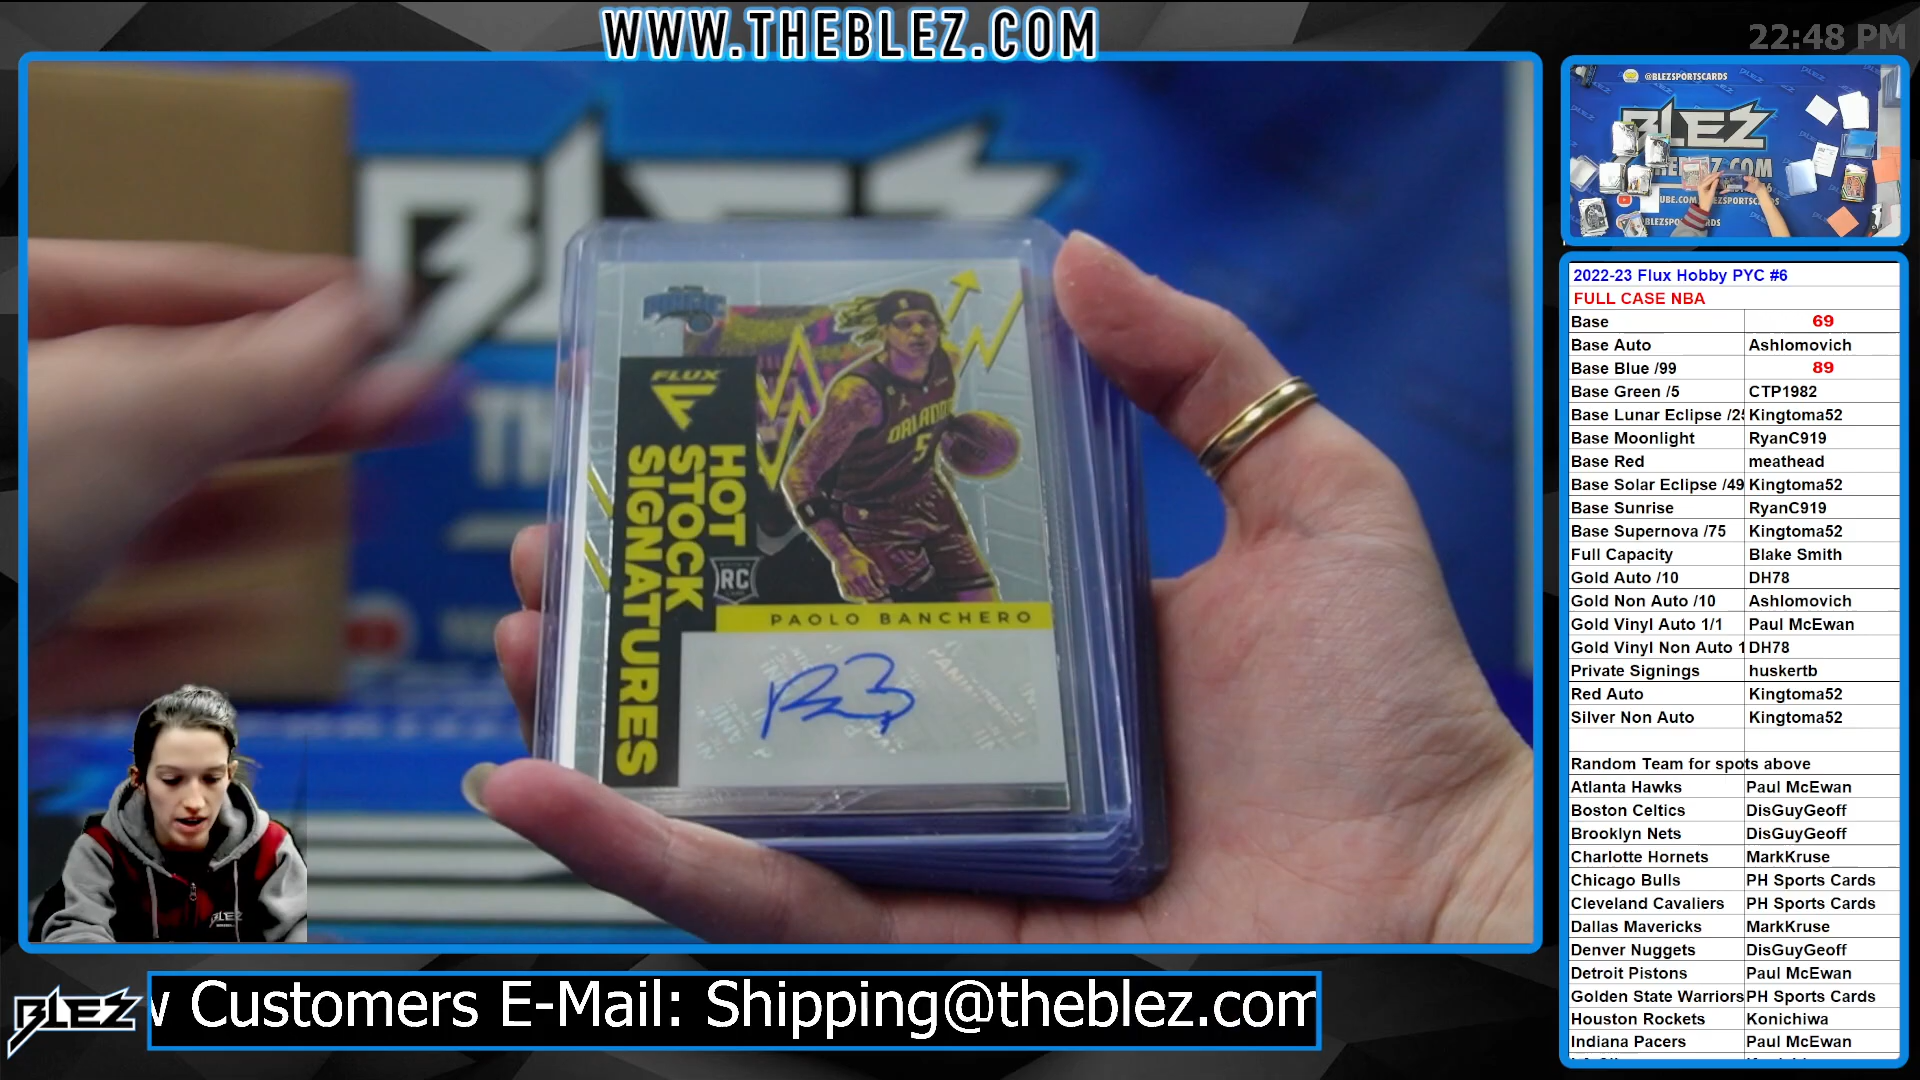 WWW.THEBLEZ.COM
22:48 PM
@BLEZSPORTSCARDS
BLEZ
BLEZ
MAGIC
FLUX
HOT
STOCK
SIGNATURES
ORLANDO
5
RC
PAOLO BANCHERO
BLEZ
BLEZ
w Customers E-Mail: Shipping@theblez.com
2022-23 Flux Hobby PYC #6
FULL CASE NBA
Base 69
Base Auto Ashlomovich
Base Blue /99 89
Base Green /5 CTP1982
Base Lunar Eclipse /25 Kingtoma52
Base Moonlight RyanC919
Base Red meathead
Base Solar Eclipse /49 Kingtoma52
Base Sunrise RyanC919
Base Supernova /75 Kingtoma52
Full Capacity Blake Smith
Gold Auto /10 DH78
Gold Non Auto /10 Ashlomovich
Gold Vinyl Auto 1/1 Paul McEwan
Gold Vinyl Non Auto 1 DH78
Private Signings huskertb
Red Auto Kingtoma52
Silver Non Auto Kingtoma52
Random Team for spots above
Atlanta Hawks Paul McEwan
Boston Celtics DisGuyGeoff
Brooklyn Nets DisGuyGeoff
Charlotte Hornets MarkKruse
Chicago Bulls PH Sports Cards
Cleveland Cavaliers PH Sports Cards
Dallas Mavericks MarkKruse
Denver Nuggets DisGuyGeoff
Detroit Pistons Paul McEwan
Golden State Warriors PH Sports Cards
Houston Rockets Konichiwa
Indiana Pacers Paul McEwan